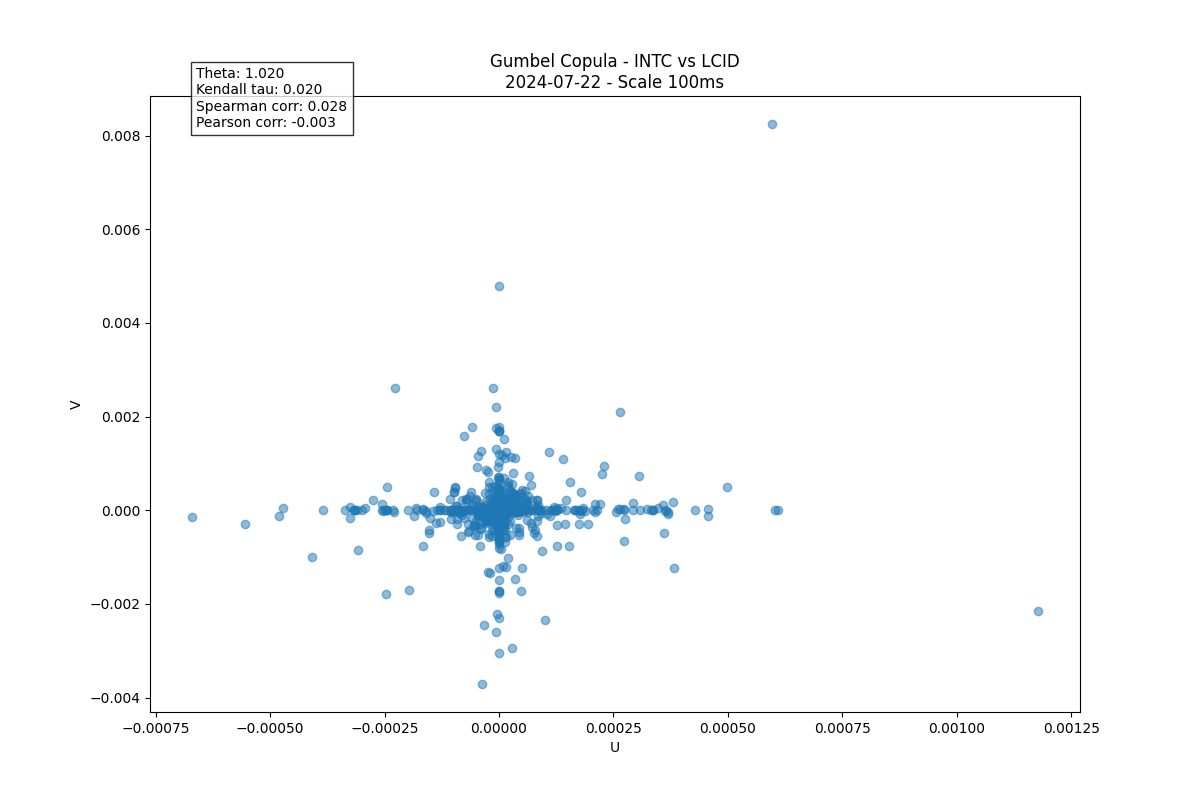 Gumbel Copula - INTC vs LCID
2024-07-22 - Scale 100ms
Theta: 1.020
Kendall tau: 0.020
Spearman corr: 0.028
Pearson corr: -0.003
0.008
0.006
0.004
0.002
0.000
−0.002
−0.004
V
−0.00075
−0.00050
−0.00025
0.00000
0.00025
0.00050
0.00075
0.00100
0.00125
U